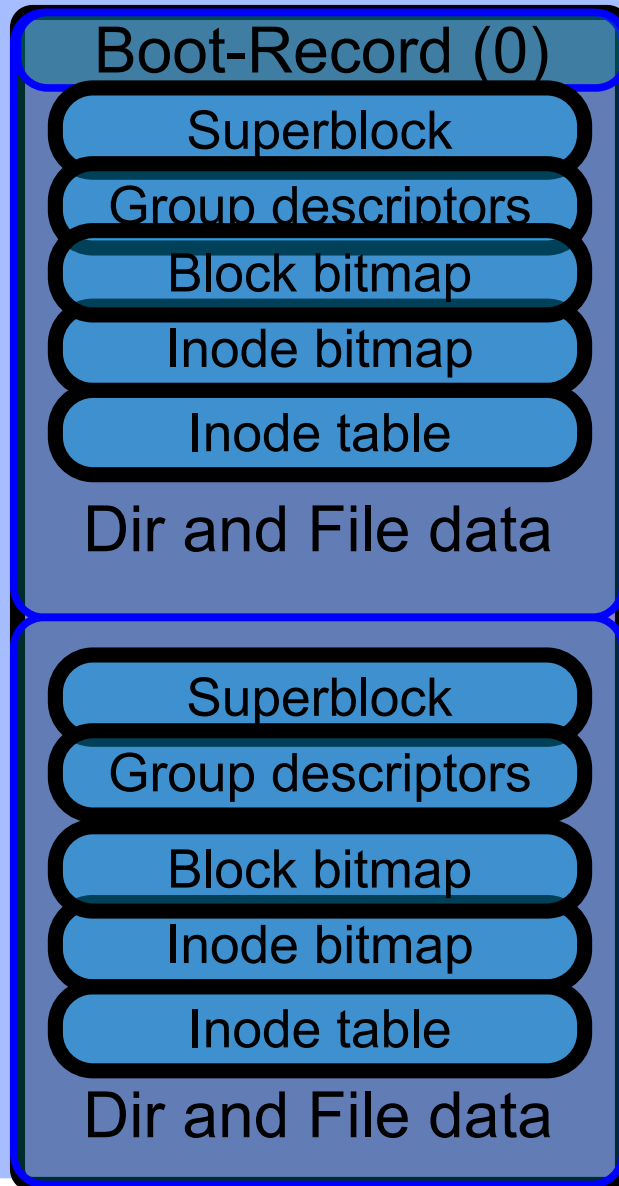 Boot-Record (0)
Superblock
Group descriptors
Block bitmap
Inode bitmap
Inode table
Dir and File data
Superblock
Group descriptors
Block bitmap
Inode bitmap
Inode table
Dir and File data